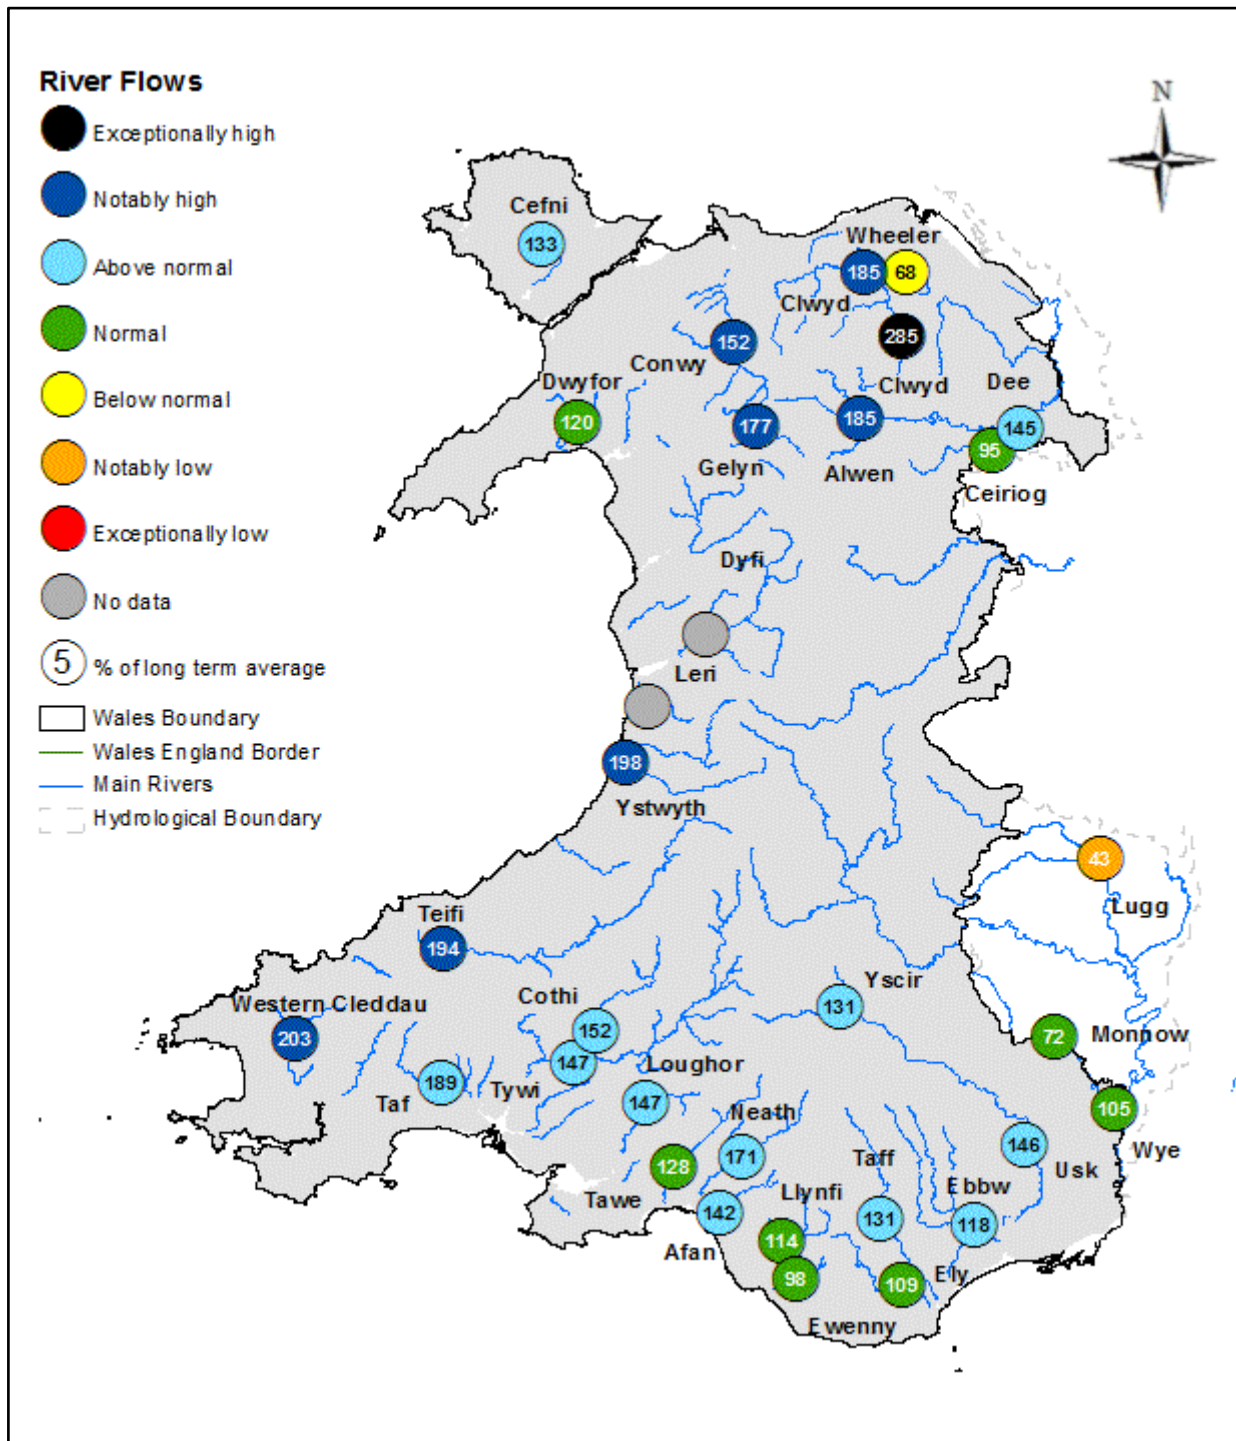 River Flows
Exceptionally high
Notably high
Above normal
Normal
Below normal
Notably low
Exceptionally low
No data
5 % of long term average
Wales Boundary
Wales England Border
Main Rivers
Hydrological Boundary
N
Cefni
133
Wheeler
185 68
Clwyd
285
152
Conwy
Clwyd
Dee
Dwyfor
120
177
185
145
95
Gelyn
Alwen
Ceiriog
Dyfi
Leri
198
Ystwyth
43
Lugg
Teifi
194
Western Cleddau
203
Cothi
152
147
Yscir
131
72
Monnow
189
Taf
Tywi
Loughor
147
Neath
171
128
Tawe
142
Afan
Llynfi
114
98
Ewenny
Taff
131
Ebbw
118
146
Usk
105
Wye
Ely
109